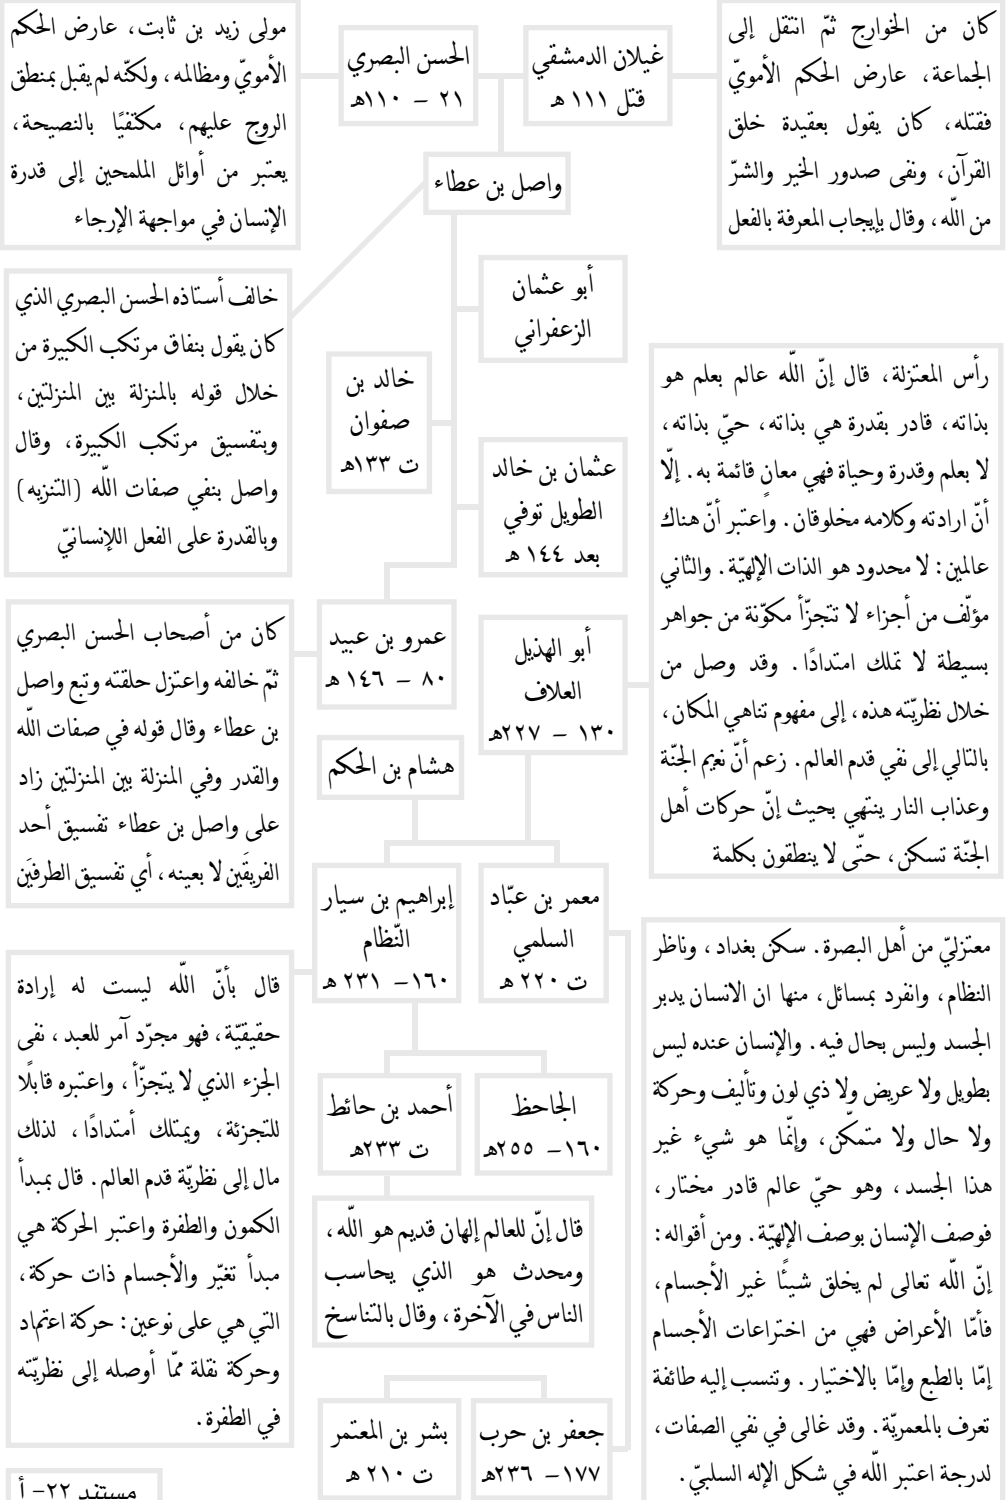 كان من الخوارج ثمّ انتقل إلى
الجماعة، عارض الحكم الأمويّ
فقتله، كان يقول بعقيدة خلق
القرآن، ونفى صدور الخير والشرّ
من اللّه، وقال بإيجاب المعرفة بالفعل
غيلان الدمشقي
قتل ١١١ هـ
الحسن البصري
٢١ – ١١٠هـ
مولى زيد بن ثابت، عارض الحكم
الأمويّ ومظالمه، ولكنّه لم يقبل بمنطق
الروج عليهم، مكتفيًا بالنصيحة،
يعتبر من أوائل الملمحين إلى قدرة
الإنسان في مواجهة الإرجاء
واصل بن عطاء
خالف أستاذه الحسن البصري الذي
كان يقول بنفاق مرتكب الكبيرة من
خلال قوله بالمنزلة بين المنزلتين،
وبتفسيق مرتكب الكبيرة، وقال
واصل بنفي صفات اللّه (التنزيه)
وبالقدرة على الفعل اللإنسانيّ
أبو عثمان
الزعفراني
خالد بن
صفوان
ت ١٣٣هـ
عثمان بن خالد
الطويل توفي
بعد ١٤٤ هـ
رأس المعتزلة، قال إنّ اللّه عالم بعلم هو
بذاته، قادر بقدرة هي بذاته، حيّ بذاته،
لا بعلم وقدرة وحياة فهي معانٍ قائمة به. إلّا
أنّ ارادته وكلامه مخلوقان. واعتبر أنّ هناك
عالمين: لا محدود هو الذات الإلهيّة. والثاني
مؤلّف من أجزاء لا تتجزّأ مكوّنة من جواهر
بسيطة لا تملك امتدادًا. وقد وصل من
خلال نظريّته هذه، إلى مفهوم تناهي المكان،
بالتالي إلى نفي قدم العالم. زعم أنّ نعيم الجنّة
وعذاب النار ينتهي بحيث إنّ حركات أهل
الجنّة تسكن، حتّى لا ينطقون بكلمة
أبو الهذيل
العلاف
١٣٠ – ٢٢٧هـ
عمرو بن عبيد
٨٠ – ١٤٦ هـ
كان من أصحاب الحسن البصري
ثمّ خالفه واعتزل حلقته وتبع واصل
بن عطاء وقال قوله في صفات اللّه
والقدر وفي المنزلة بين المنزلتين زاد
على واصل بن عطاء تفسيق أحد
الفريقَين لا بعينه، أي تفسيق الطرفَين
هشام بن الحكم
معمر بن عبّاد
السلمي
ت ٢٢٠ هـ
إبراهيم بن سيار
النّظام
١٦٠– ٢٣١ هـ
معتزليّ من أهل البصرة. سكن بغداد، وناظر
النظام، وانفرد بمسائل، منها ان الانسان يدبر
الجسد وليس بحال فيه. والإنسان عنده ليس
بطويل ولا عريض ولا ذي لون وتأليف وحركة
ولا حال ولا متمكّن، وإنّما هو شيء غير
هذا الجسد، وهو حيّ عالم قادر مختار،
فوصف الإنسان بوصف الإلهيّة. ومن أقواله:
إنّ اللّه تعالى لم يخلق شيئًا غير الأجسام،
فأمّا الأعراض فهي من اختراعات الأجسام
إمّا بالطبع وإمّا بالاختيار. وتنسب إليه طائفة
تعرف بالمعمريّة. وقد غالى في نفي الصفات،
لدرجة اعتبر اللّه في شكل الإله السلبيّ.
قال بأنّ اللّه ليست له إرادة
حقيقيّة، فهو مجرّد آمر للعبد، نفى
الجزء الذي لا يتجزّأ، واعتبره قابلًا
للتجزئة، ويمتلك أمتدادًا، لذلك
مال إلى نظريّة قدم العالم. قال بمبدأ
الكمون والطفرة واعتبر الحركة هي
مبدأ تغيّر والأجسام ذات حركة،
التي هي على نوعين: حركة اعتماد
وحركة نقلة ممّا أوصله إلى نظريّته
في الطفرة.
الجاحظ
١٦٠– ٢٥٥هـ
أحمد بن حائط
ت ٢٣٣هـ
قال إنّ للعالم إلهان قديم هو اللّه،
ومحدث هو الذي يحاسب
الناس في الآخرة، وقال بالتناسخ
جعفر بن حرب
١٧٧– ٢٣٦هـ
بشر بن المعتمر
ت ٢١٠ هـ
مستند ٢٢– أ